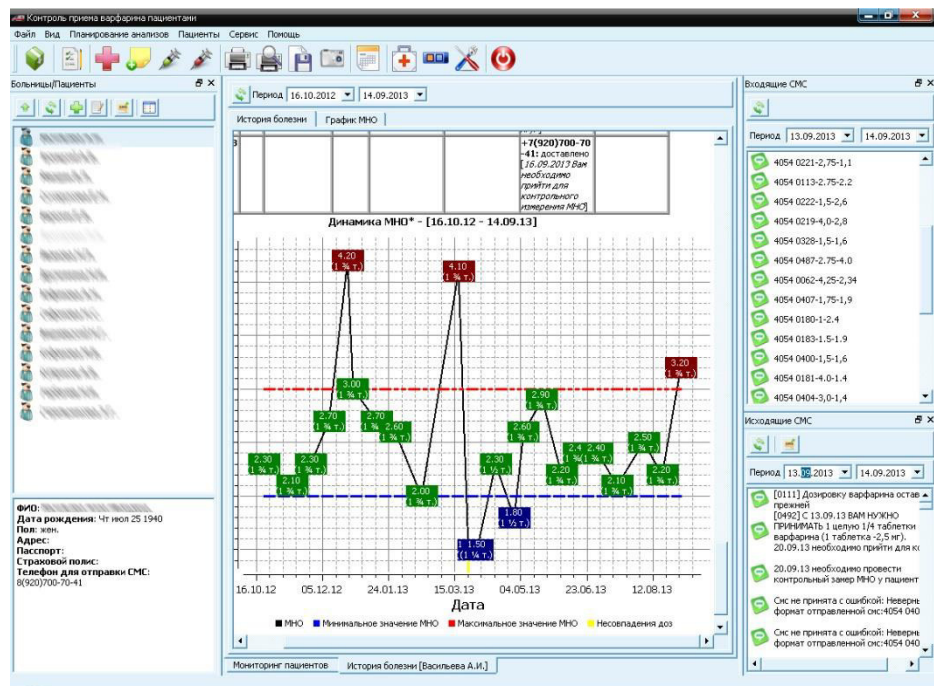 Контроль приема варфарина пациентами
Файл Вид Планирование анализов Пациенты Сервис Помощь
Больницы/Пациенты
ФИО:
Дата рождения: Чт июл 25 1940
Пол: жен.
Адрес:
Паспорт:
Страховой полис:
Телефон для отправки СМС:
8(920)700-70-41
Период 16.10.2012 14.09.2013
История болезни График МНО
+7(920)700-70
-41: доставлено
[16.09.2013 Вам
необходимо
прийти для
контрольного
измерения МНО]
Динамика МНО* - [16.10.12 - 14.09.13]
4.20
(1 ¾ т.)
4.10
(1 ¾ т.)
3.20
(1 ¾ т.)
3.00
(1 ¾ т.)
2.90
(1 ¾ т.)
2.70
(1 ¾ т.)
2.70
(1 ¾ т.)
2.60
(1 ¾ т.)
2.60
(1 ¾ т.)
2.50
(1 ¾ т.)
2.30
(1 ¾ т.)
2.30
(1 ¾ т.)
2.30
(1 ½ т.)
2.20
(1 ¾ т.)
2.4 2.40
(1 ¾(1 ¾ т.)
2.20
(1 ¾ т.)
2.10
(1 ¾ т.)
2.00
(1 ¾ т.)
2.10
(1 ¾ т.)
1.80
(1 ½ т.)
1 1.50
((1 ¼ т.)
16.10.12 05.12.12 24.01.13 15.03.13 04.05.13 23.06.13 12.08.13
Дата
МНО Минимальное значение МНО Максимальное значение МНО Несовпадения доз
Мониторинг пациентов История болезни [Васильева А.И.]
Входящие СМС
Период 13.09.2013 14.09.2013
4054 0221-2,75-1,1
4054 0113-2.75-2.2
4054 0222-1,5-2,6
4054 0219-4,0-2,8
4054 0328-1,5-1,6
4054 0487-2.75-4.0
4054 0062-4,25-2,34
4054 0407-1,75-1,9
4054 0180-1-2.4
4054 0183-1.5-1.9
4054 0400-1,5-1,6
4054 0181-4.0-1.4
4054 0404-3,0-1,4
Исходящие СМС
Период 13.09.2013 14.09.2013
[0111] Дозировку варфарина остав
прежней
[0492] С 13.09.13 ВАМ НУЖНО
ПРИНИМАТЬ 1 целую 1/4 таблетки
варфарина (1 таблетка -2,5 мг).
20.09.13 необходимо прийти для кс
20.09.13 необходимо провести
контрольный замер МНО у пациент
Смс не принята с ошибкой: Неверны
формат отправленной смс:4054 040
Смс не принята с ошибкой: Неверны
формат отправленной смс:4054 040